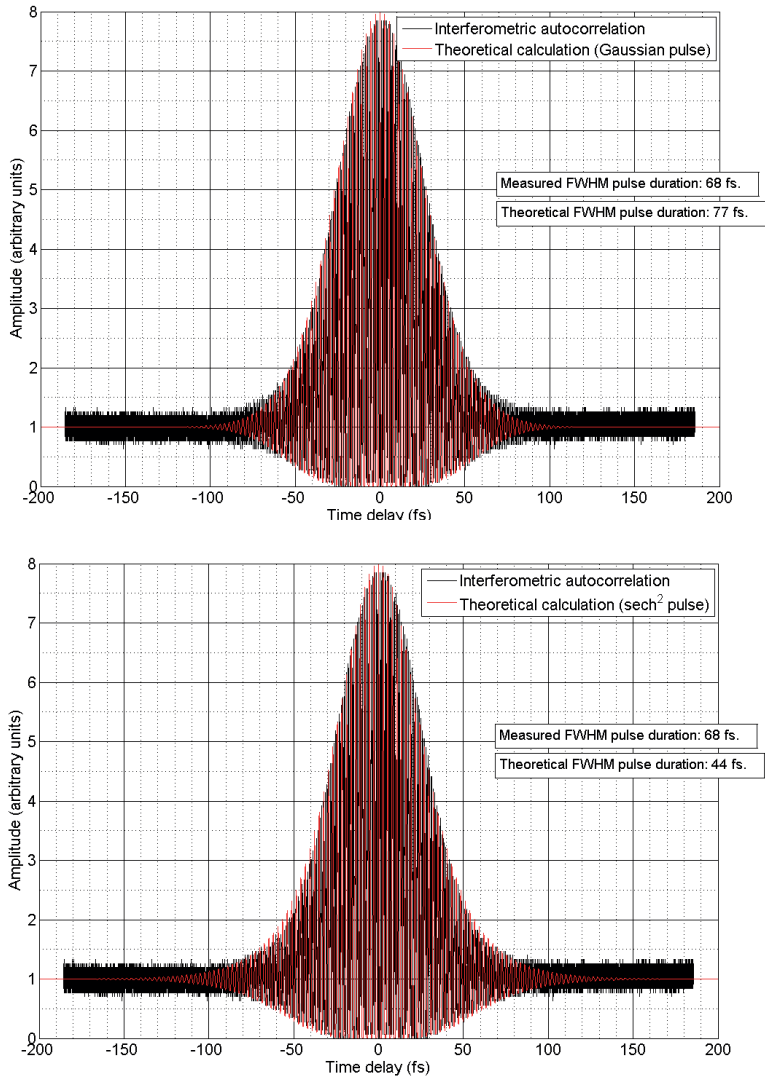 8
7
6
5
4
3
2
1
0
Amplitude (arbitrary units)
Interferometric autocorrelation
Theoretical calculation (Gaussian pulse)
Measured FWHM pulse duration: 68 fs.
Theoretical FWHM pulse duration: 77 fs.
-200 -150 -100 -50 0 50 100 150 200
Time delay (fs)
8
7
6
5
4
3
2
1
0
Amplitude (arbitrary units)
Interferometric autocorrelation
Theoretical calculation (sech² pulse)
Measured FWHM pulse duration: 68 fs.
Theoretical FWHM pulse duration: 44 fs.
-200 -150 -100 -50 0 50 100 150 200
Time delay (fs)